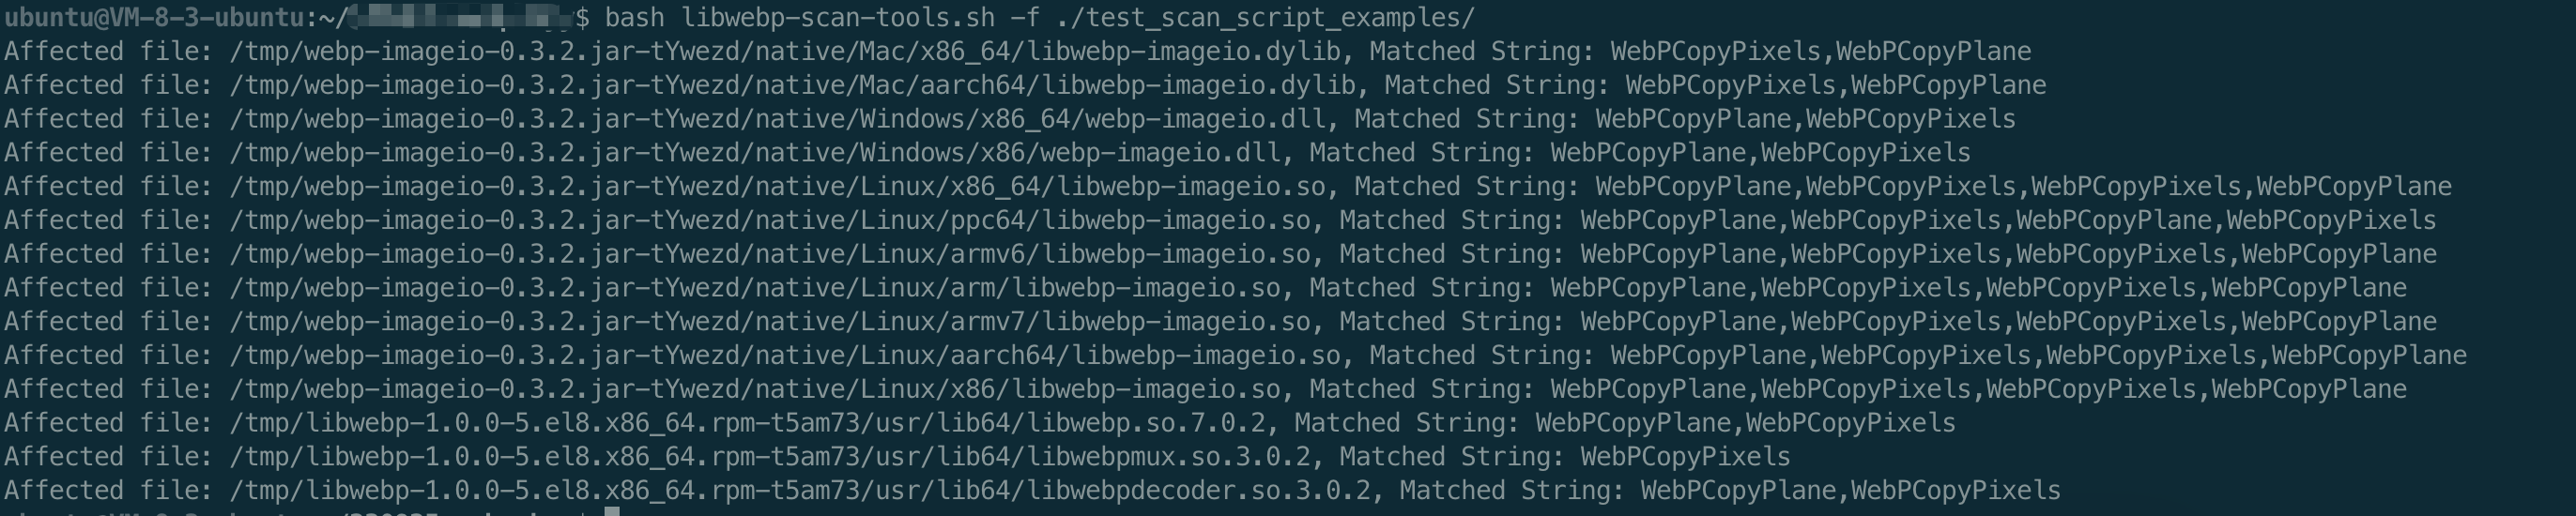 ubuntu@VM-8-3-ubuntu:~/ $ bash libwebp-scan-tools.sh -f ./test_scan_script_examples/
Affected file: /tmp/webp-imageio-0.3.2.jar-tYwezd/native/Mac/x86_64/libwebp-imageio.dylib, Matched String: WebPCopyPixels,WebPCopyPlane
Affected file: /tmp/webp-imageio-0.3.2.jar-tYwezd/native/Mac/aarch64/libwebp-imageio.dylib, Matched String: WebPCopyPixels,WebPCopyPlane
Affected file: /tmp/webp-imageio-0.3.2.jar-tYwezd/native/Windows/x86_64/webp-imageio.dll, Matched String: WebPCopyPlane,WebPCopyPixels
Affected file: /tmp/webp-imageio-0.3.2.jar-tYwezd/native/Windows/x86/webp-imageio.dll, Matched String: WebPCopyPlane,WebPCopyPixels
Affected file: /tmp/webp-imageio-0.3.2.jar-tYwezd/native/Linux/x86_64/libwebp-imageio.so, Matched String: WebPCopyPlane,WebPCopyPixels,WebPCopyPixels,WebPCopyPlane
Affected file: /tmp/webp-imageio-0.3.2.jar-tYwezd/native/Linux/ppc64/libwebp-imageio.so, Matched String: WebPCopyPlane,WebPCopyPixels,WebPCopyPlane,WebPCopyPixels
Affected file: /tmp/webp-imageio-0.3.2.jar-tYwezd/native/Linux/armv6/libwebp-imageio.so, Matched String: WebPCopyPlane,WebPCopyPixels,WebPCopyPixels,WebPCopyPlane
Affected file: /tmp/webp-imageio-0.3.2.jar-tYwezd/native/Linux/arm/libwebp-imageio.so, Matched String: WebPCopyPlane,WebPCopyPixels,WebPCopyPixels,WebPCopyPlane
Affected file: /tmp/webp-imageio-0.3.2.jar-tYwezd/native/Linux/armv7/libwebp-imageio.so, Matched String: WebPCopyPlane,WebPCopyPixels,WebPCopyPixels,WebPCopyPlane
Affected file: /tmp/webp-imageio-0.3.2.jar-tYwezd/native/Linux/aarch64/libwebp-imageio.so, Matched String: WebPCopyPlane,WebPCopyPixels,WebPCopyPixels,WebPCopyPlane
Affected file: /tmp/webp-imageio-0.3.2.jar-tYwezd/native/Linux/x86/libwebp-imageio.so, Matched String: WebPCopyPlane,WebPCopyPixels,WebPCopyPixels,WebPCopyPlane
Affected file: /tmp/libwebp-1.0.0-5.el8.x86_64.rpm-t5am73/usr/lib64/libwebp.so.7.0.2, Matched String: WebPCopyPlane,WebPCopyPixels
Affected file: /tmp/libwebp-1.0.0-5.el8.x86_64.rpm-t5am73/usr/lib64/libwebpmux.so.3.0.2, Matched String: WebPCopyPixels
Affected file: /tmp/libwebp-1.0.0-5.el8.x86_64.rpm-t5am73/usr/lib64/libwebpdecoder.so.3.0.2, Matched String: WebPCopyPlane,WebPCopyPixels